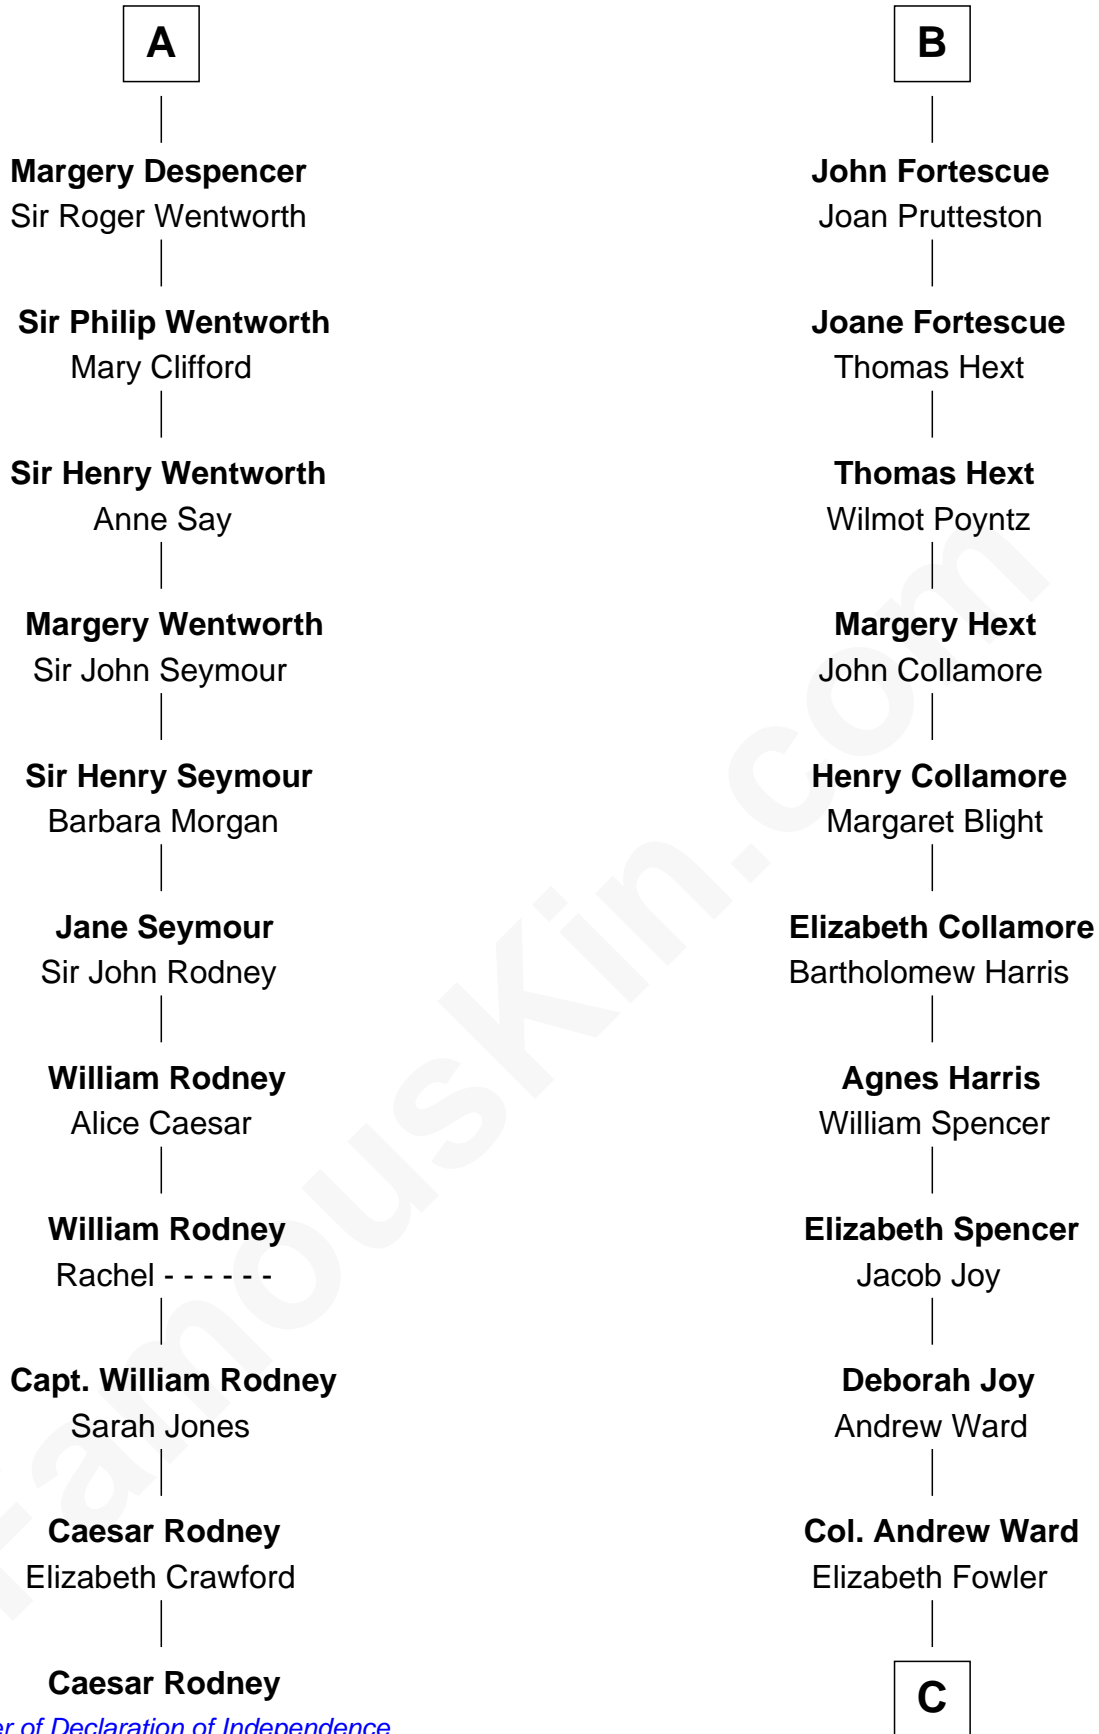 A
Margery Despencer
Sir Roger Wentworth
Sir Philip Wentworth
Mary Clifford
Sir Henry Wentworth
Anne Say
Margery Wentworth
Sir John Seymour
Sir Henry Seymour
Barbara Morgan
Jane Seymour
Sir John Rodney
William Rodney
Alice Caesar
William Rodney
Rachel - - - - - -
Capt. William Rodney
Sarah Jones
Caesar Rodney
Elizabeth Crawford
Caesar Rodney
of Declaration of Independence
B
John Fortescue
Joan Prutteston
Joane Fortescue
Thomas Hext
Thomas Hext
Wilmot Poyntz
Margery Hext
John Collamore
Henry Collamore
Margaret Blight
Elizabeth Collamore
Bartholomew Harris
Agnes Harris
William Spencer
Elizabeth Spencer
Jacob Joy
Deborah Joy
Andrew Ward
Col. Andrew Ward
Elizabeth Fowler
C
FamousKin.com